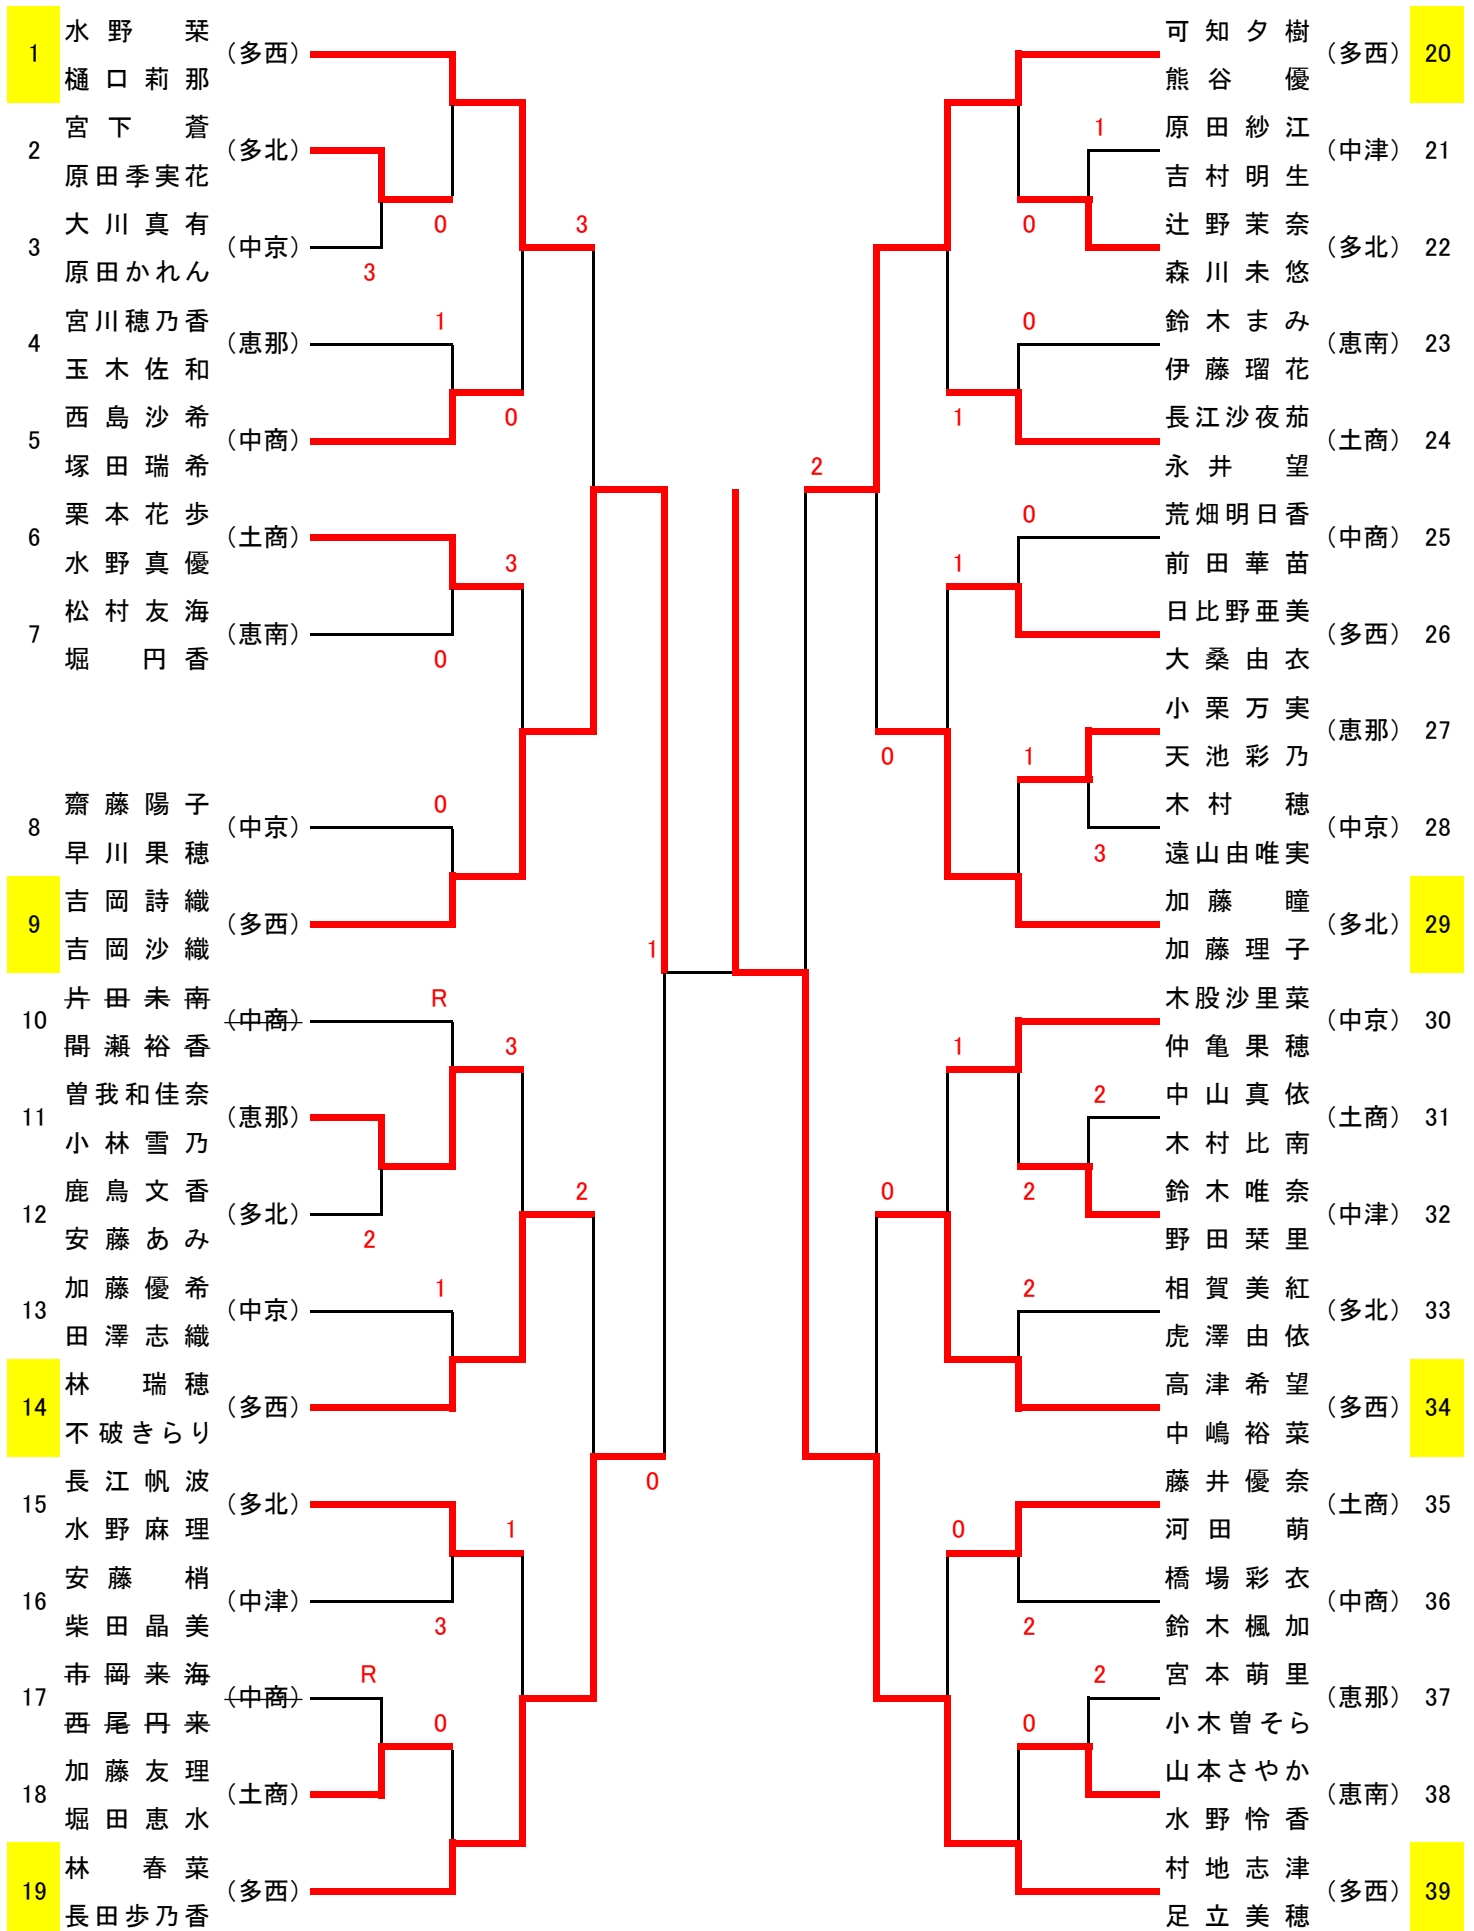 水野　栞
1 （多西）
樋口莉那
宮下　蒼
2 （多北）
原田季実花
0
3
大川真有
3 （中京）
原田かれん
3
宮川穂乃香
1
4 （恵那）
玉木佐和
西島沙希
0
5 （中商）
塚田瑞希
栗本花歩
6 （土商）
水野真優
3
松村友海
7 （恵南）
堀　円香
0
齋藤陽子
0
8 （中京）
早川果穂
吉岡詩織
9 （多西）
吉岡沙織
1
片田未南
R
10 （中商）
間瀬裕香
3
曽我和佳奈
11 （恵那）
小林雪乃
鹿鳥文香
2
12 （多北）
安藤あみ
2
加藤優希
1
13 （中京）
田澤志織
林　瑞穂
14 （多西）
不破きらり
長江帆波
0
15 （多北）
水野麻理
1
安藤　梢
16 （中津）
柴田晶美
3
市岡来海
R
17 （中商）
西尾円来
0
加藤友理
18 （土商）
堀田恵水
林　春菜
19 （多西）
長田歩乃香
可知夕樹
（多西） 20
熊谷　優
1
原田紗江
（中津） 21
吉村明生
0
辻野茉奈
（多北） 22
森川未悠
0
鈴木まみ
（恵南） 23
伊藤瑠花
1
長江沙夜茄
（土商） 24
永井　望
2
0
荒畑明日香
（中商） 25
前田華苗
1
日比野亜美
（多西） 26
大桑由衣
小栗万実
（恵那） 27
天池彩乃
0
1
木村　穂
（中京） 28
遠山由唯実
3
加藤　瞳
（多北） 29
加藤理子
木股沙里菜
（中京） 30
仲亀果穂
1
2
中山真依
（土商） 31
木村比南
0
2
鈴木唯奈
（中津） 32
野田栞里
2
相賀美紅
（多北） 33
虎澤由依
高津希望
（多西） 34
中嶋裕菜
藤井優奈
（土商） 35
河田　萌
0
橋場彩衣
（中商） 36
鈴木楓加
2
2
宮本萌里
（恵那） 37
小木曽そら
0
山本さやか
（恵南） 38
水野怜香
村地志津
（多西） 39
足立美穂